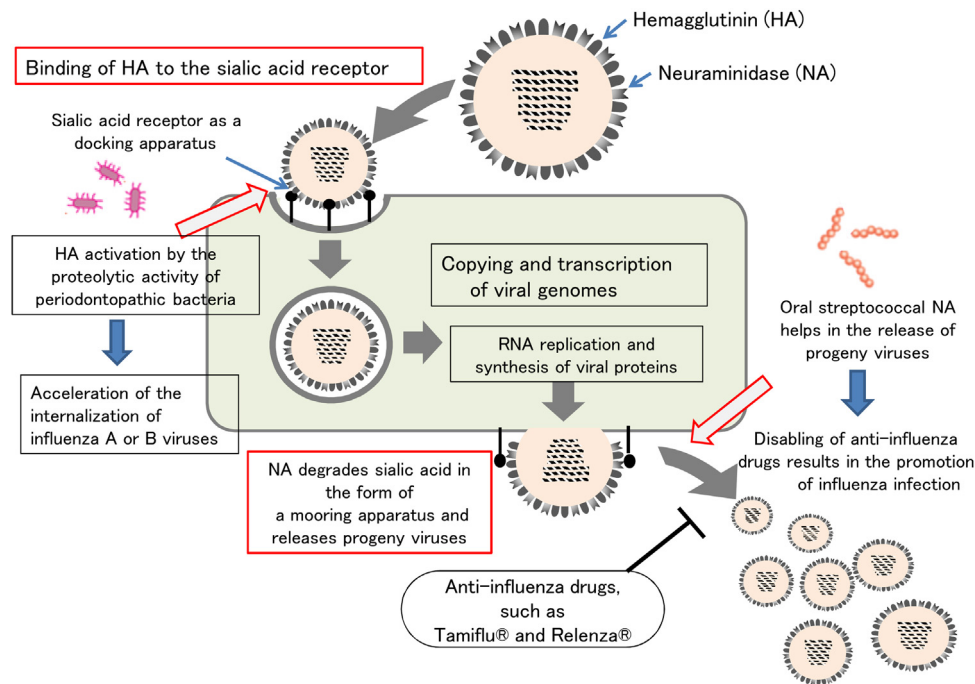 Hemagglutinin (HA)
Neuraminidase (NA)
Binding of HA to the sialic acid receptor
Sialic acid receptor as a
docking apparatus
HA activation by the
proteolytic activity of
periodontopathic bacteria
Acceleration of the
internalization of
influenza A or B viruses
Copying and transcription
of viral genomes
RNA replication and
synthesis of viral proteins
Oral streptococcal NA
helps in the release of
progeny viruses
Disabling of anti-influenza
drugs results in the promotion
of influenza infection
NA degrades sialic acid in
the form of
a mooring apparatus and
releases progeny viruses
Anti-influenza drugs,
such as
Tamiflu® and Relenza®